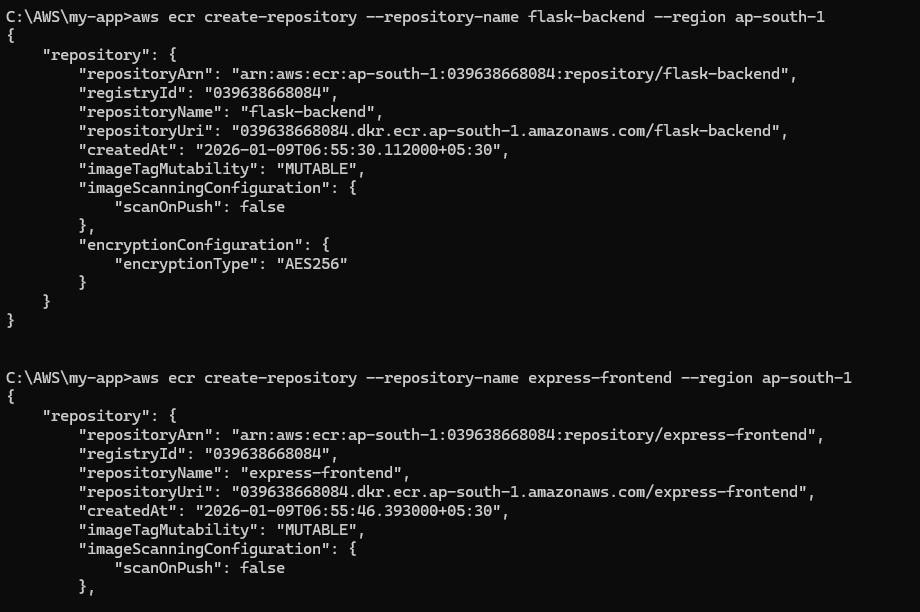 C:\AWS\my-app>aws ecr create-repository --repository-name flask-backend --region ap-south-1
{
    "repository": {
        "repositoryArn": "arn:aws:ecr:ap-south-1:039638668084:repository/flask-backend",
        "registryId": "039638668084",
        "repositoryName": "flask-backend",
        "repositoryUri": "039638668084.dkr.ecr.ap-south-1.amazonaws.com/flask-backend",
        "createdAt": "2026-01-09T06:55:30.112000+05:30",
        "imageTagMutability": "MUTABLE",
        "imageScanningConfiguration": {
            "scanOnPush": false
        },
        "encryptionConfiguration": {
            "encryptionType": "AES256"
        }
    }
}
C:\AWS\my-app>aws ecr create-repository --repository-name express-frontend --region ap-south-1
{
    "repository": {
        "repositoryArn": "arn:aws:ecr:ap-south-1:039638668084:repository/express-frontend",
        "registryId": "039638668084",
        "repositoryName": "express-frontend",
        "repositoryUri": "039638668084.dkr.ecr.ap-south-1.amazonaws.com/express-frontend",
        "createdAt": "2026-01-09T06:55:46.393000+05:30",
        "imageTagMutability": "MUTABLE",
        "imageScanningConfiguration": {
            "scanOnPush": false
        },